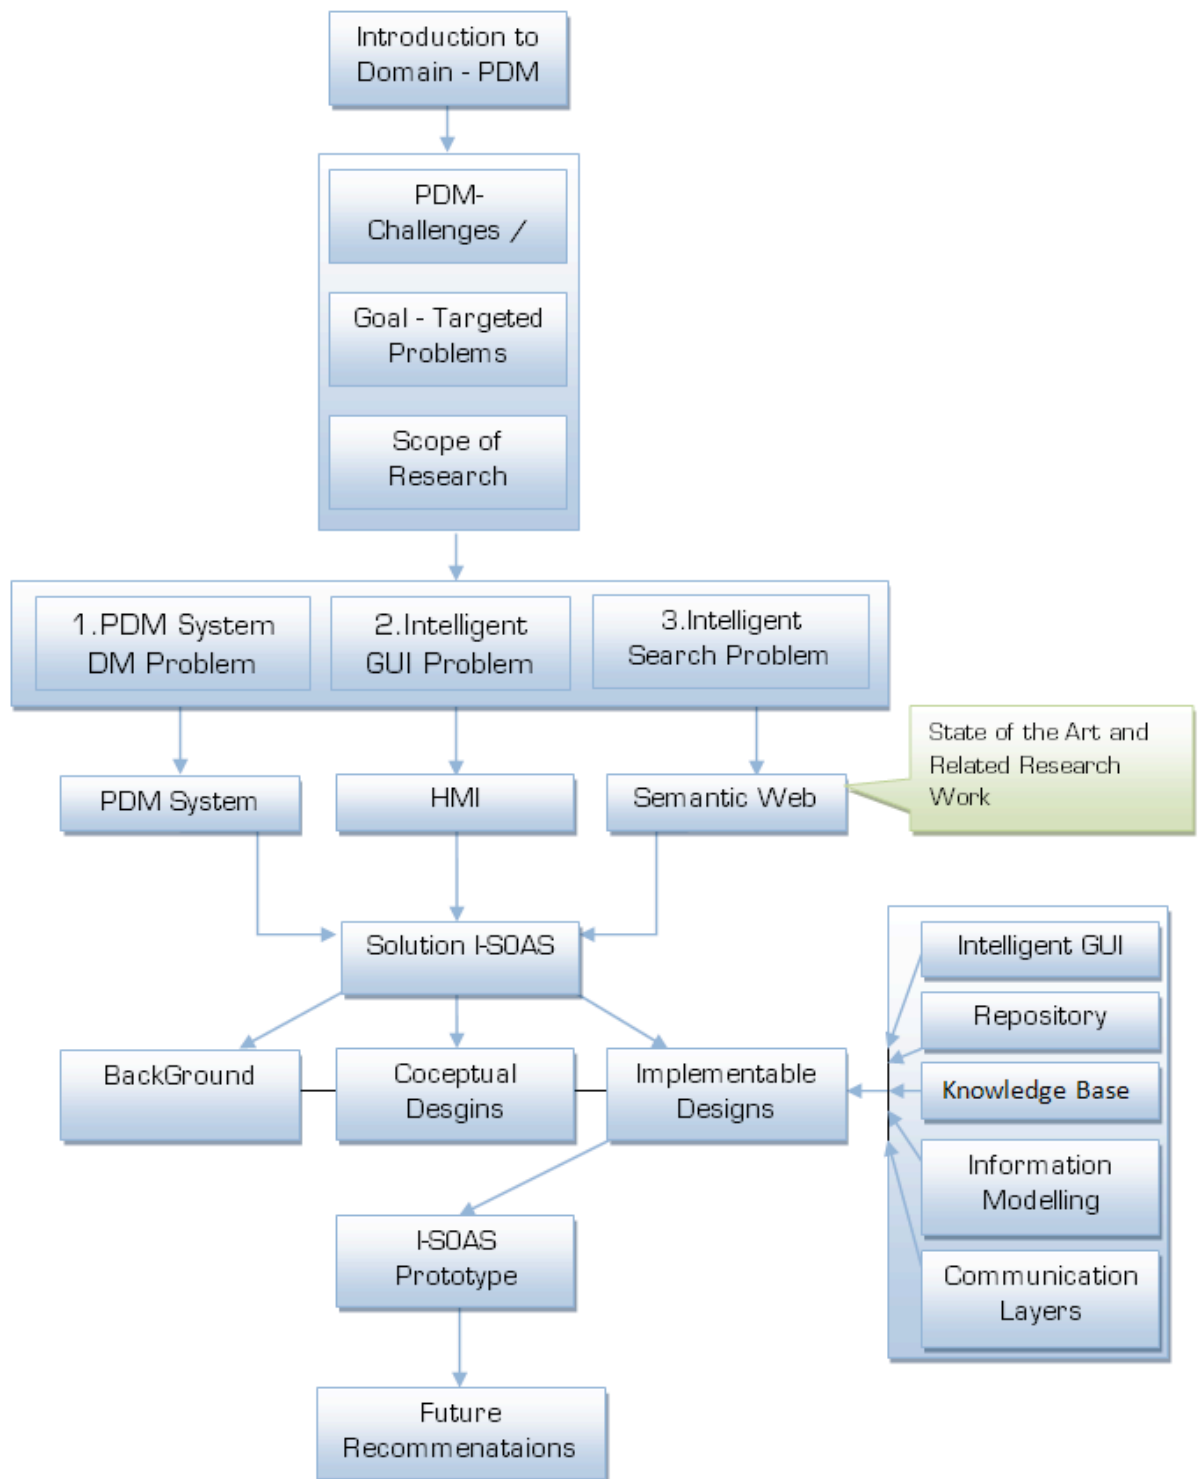 Introduction to
Domain - PDM
PDM-
Challenges /
Goal - Targeted
Problems
Scope of
Research
1.PDM System
DM Problem
2.Intelligent
GUI Problem
3.Intelligent
Search Problem
State of the Art and
Related Research
Work
PDM System
HMI
Semantic Web
Solution I-SOAS
Intelligent GUI
Repository
Knowledge Base
Information
Modelling
Communication
Layers
BackGround
Coceptual
Desgins
Implementable
Designs
I-SOAS
Prototype
Future
Recommenataions